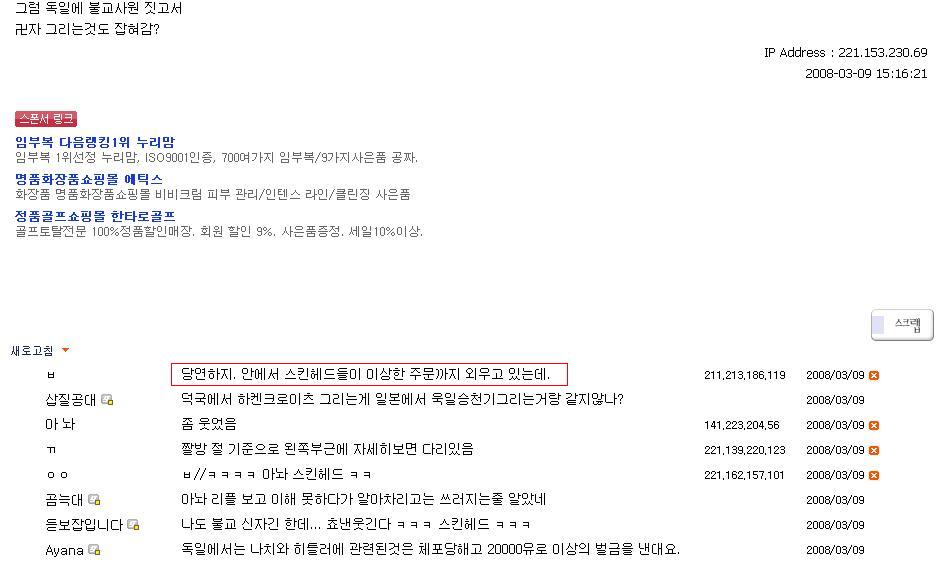 그럼 독일에 불교사원 짓고서
卍자 그리는것도 잡혀감?
IP Address : 221.153.230.69
2008-03-09 15:16:21
스폰서 링크
임부복 다음랭킹1위 누리맘
임부복 1위선정 누리맘, ISO9001인증, 700여가지 임부복/9가지사은품 공짜.
명품화장품쇼핑몰 에틱스
화장품 명품화장품쇼핑몰 비비크림 피부 관리/인텐스 라인/클린징 사은품
정품골프쇼핑몰 한타로골프
골프토탈전문 100%정품할인매장. 회원 할인 9%. 사은품증정. 세일10%이상.
스크랩
새로고침
ㅂ 당연하지. 안에서 스킨헤드들이 이상한 주문까지 외우고 있는데. 211,213,186,119 2008/03/09
삽질공대 덕국에서 하켄크로이츠 그리는게 일본에서 욱일승천기그리는거랑 같지않나? 2008/03/09
아 놔 좀 웃었음 141,223,204,56 2008/03/09
ㄲ 짤방 절 기준으로 왼쪽부근에 자세히보면 다리있음 221,139,220,123 2008/03/09
ㅇㅇ ㅂ//ㅋㅋㅋㅋ 아놔 스킨헤드 ㅋㅋ 221,162,157,101 2008/03/09
곰늑대 아놔 리플 보고 이해 못하다가 알아차리고는 쓰러지는줄 알았네 2008/03/09
듣보잡입니다 나도 불교 신자긴 한데... 쵸낸웃긴다 ㅋㅋㅋ 스킨헤드 ㅋㅋㅋ 2008/03/09
Ayana 독일에서는 나치와 히틀러에 관련된것은 체포당해고 20000유로 이상의 벌금을 낸대요. 2008/03/09